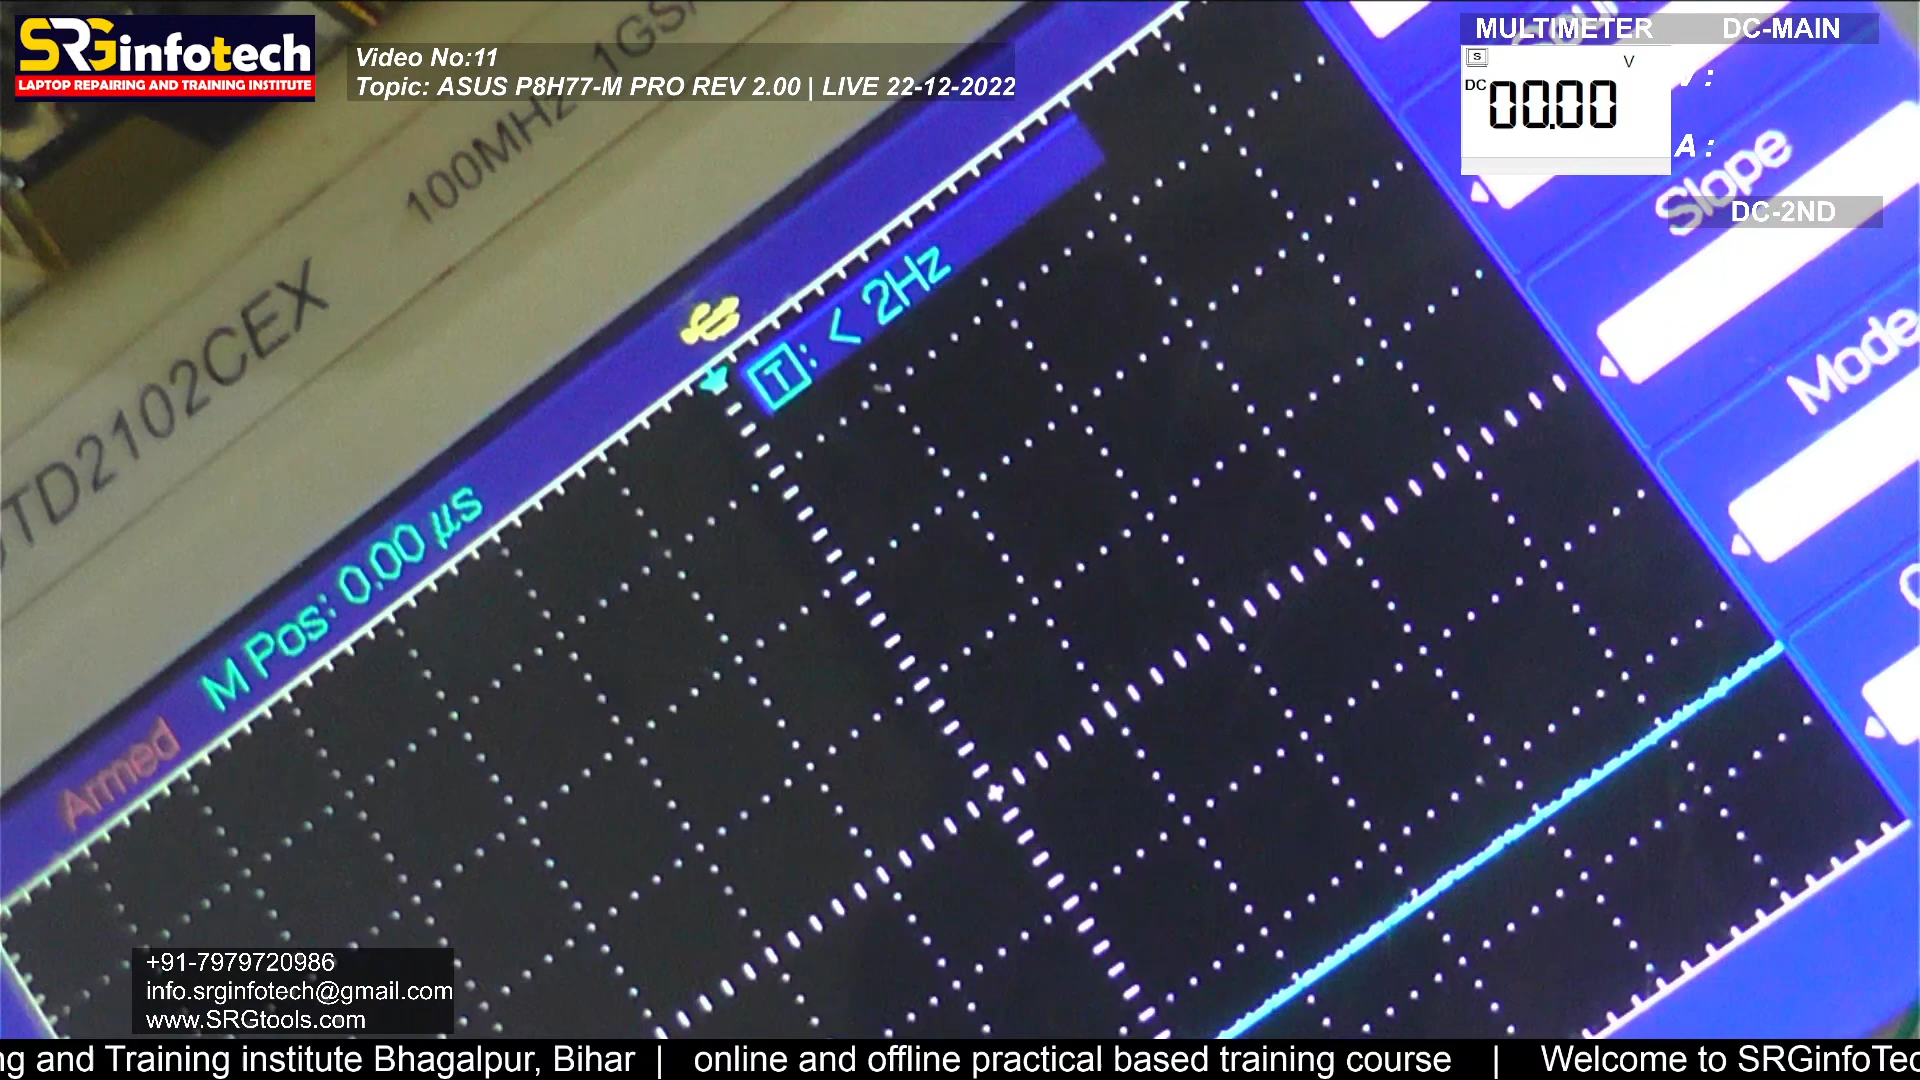 SRGinfotech
LAPTOP REPAIRING AND TRAINING INSTITUTE
Video No:11
Topic: ASUS P8H77-M PRO REV 2.00 | LIVE 22-12-2022
MULTIMETER DC-MAIN
S
V
DC 00.00
V :
A :
DC-2ND
100MHz
UTD2102CEX
Slope
Mode
T: < 2Hz
M Pos: 0.00 μs
Armed
+91-7979720986
info.srginfotech@gmail.com
www.SRGtools.com
ng and Training institute Bhagalpur, Bihar | online and offline practical based training course | Welcome to SRGinfoTec